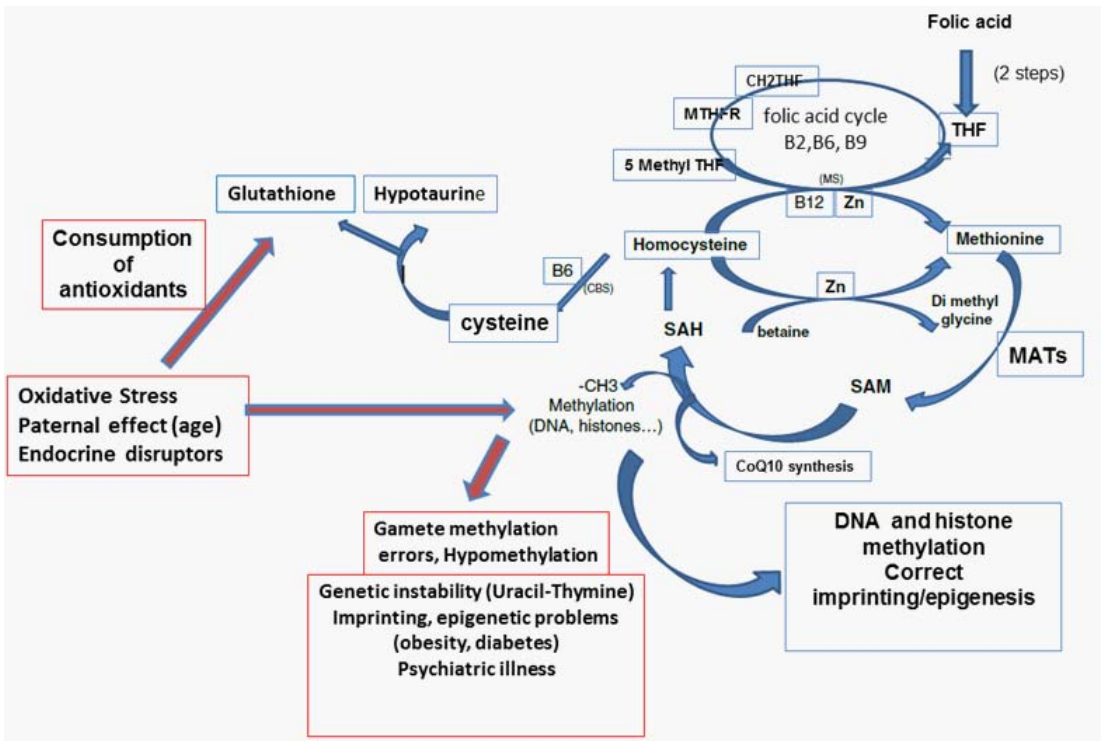 Folic acid
(2 steps)
CH2THF
MTHFR
folic acid cycle
B2,B6, B9
THF
5 Methyl THF
(MS)
B12
Zn
Glutathione
Hypotaurine
Consumption
of
antioxidants
Homocysteine
Methionine
B6
(CBS)
Zn
cysteine
SAH
betaine
Di methyl
glycine
MATs
Oxidative Stress
Paternal effect (age)
Endocrine disruptors
-CH3
Methylation
(DNA, histones...)
SAM
CoQ10 synthesis
Gamete methylation
errors, Hypomethylation
Genetic instability (Uracil-Thymine)
Imprinting, epigenetic problems
(obesity, diabetes)
Psychiatric illness
DNA and histone
methylation
Correct
imprinting/epigenesis